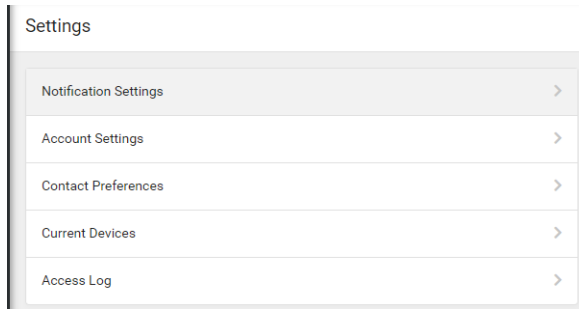 Settings
Notification Settings
Account Settings
Contact Preferences
Current Devices
Access Log